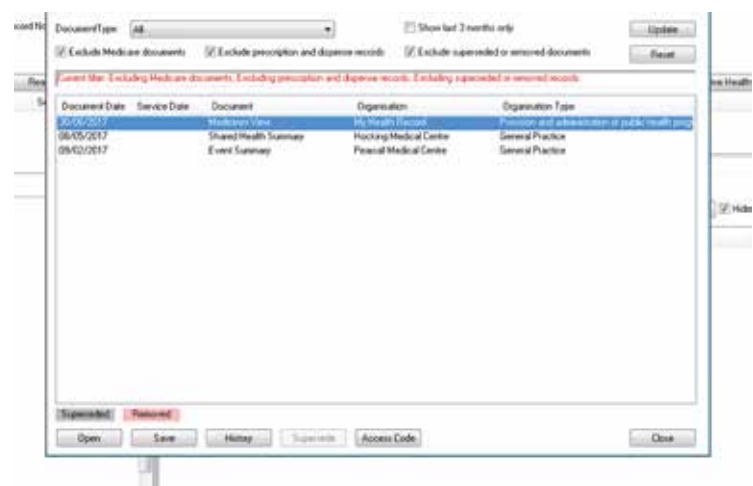 cord No
Document Type All Show last 3 months only Update
Exclude Medicare documents Exclude prescription and dispense records Exclude superseded or removed documents Reset
Current filter: Excluding Medicare documents. Excluding prescription and dispense records. Excluding superseded or removed records.
Document Date Service Date Document Organisation Organisation Type
30/06/2017 Medicines View My Health Record Provision and administration of public health prog
08/05/2017 Shared Health Summary Hocking Medical Centre General Practice
09/02/2017 Event Summary Pearsall Medical Centre General Practice
Superseded Removed
Open Save History Supersede Access Code Close